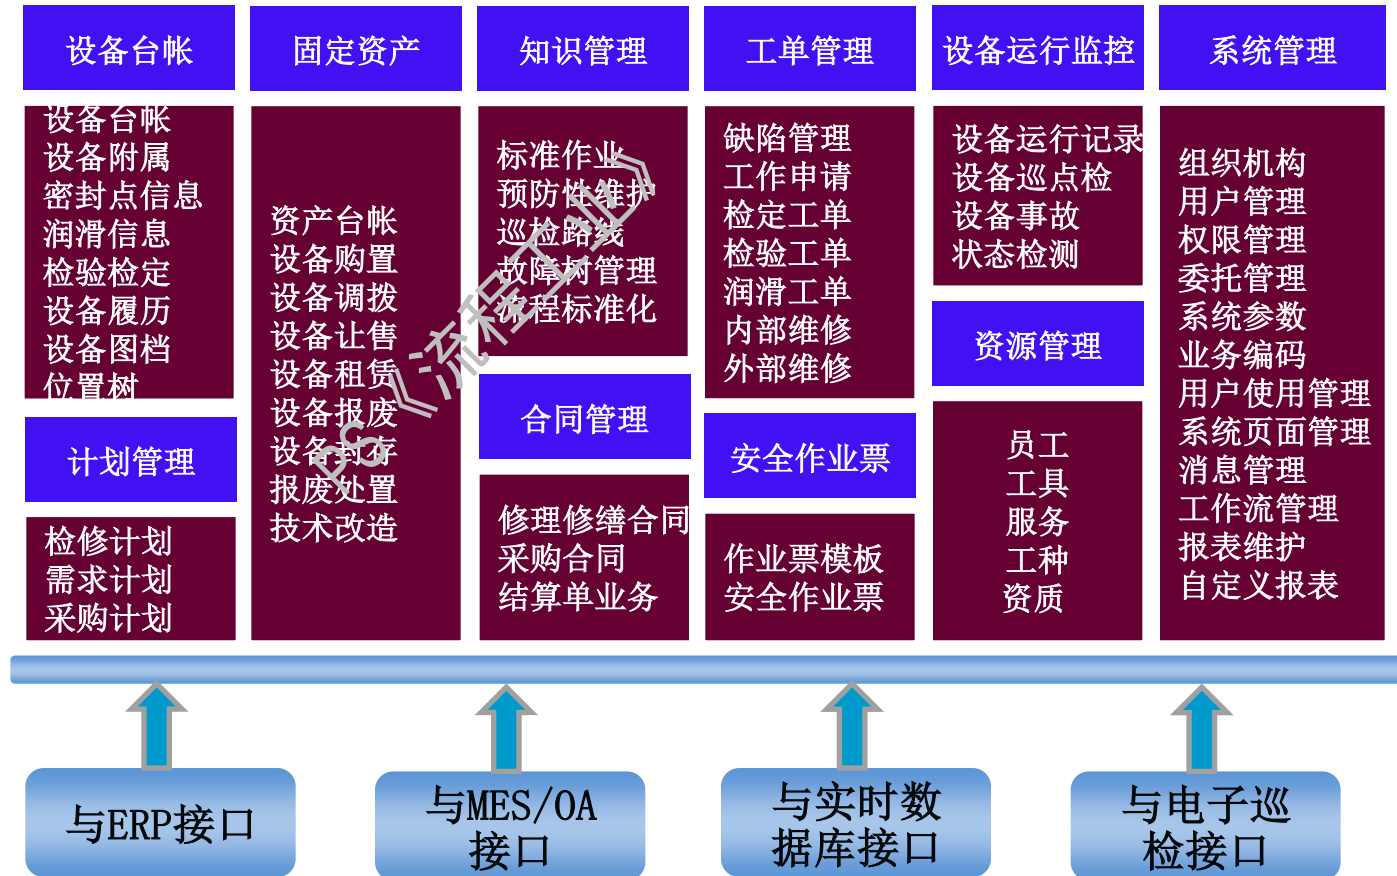 设备台帐
固定资产
知识管理
工单管理
设备运行监控
系统管理
设备台帐
设备附属
密封点信息
润滑信息
检验检定
设备履历
设备图档
位置树
计划管理
检修计划
需求计划
采购计划
资产台帐
设备购置
设备调拨
设备让售
设备租赁
设备报废
设备封存
报废处置
技术改造
标准作业
预防性维护
巡检路线
故障树管理
流程标准化
合同管理
修理修缮合同
采购合同
结算单业务
缺陷管理
工作申请
检定工单
检验工单
润滑工单
内部维修
外部维修
安全作业票
作业票模板
安全作业票
设备运行记录
设备巡点检
设备事故
状态检测
资源管理
员工
工具
服务
工种
资质
组织机构
用户管理
权限管理
委托管理
系统参数
业务编码
用户使用管理
系统页面管理
消息管理
工作流管理
报表维护
自定义报表
PS《流程工业》
与ERP接口
与MES/OA
接口
与实时数
据库接口
与电子巡
检接口